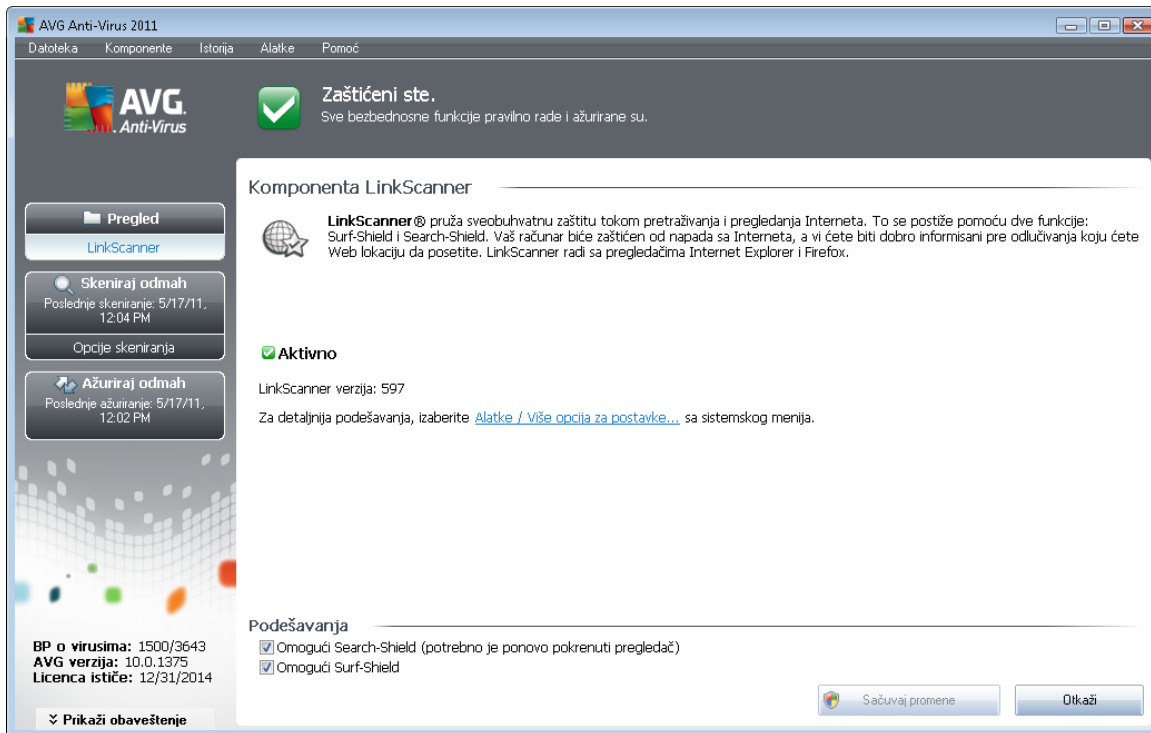 AVG Anti-Virus 2011
Datoteka Komponente Istorija Alatke Pomoć
AVG.
Anti-Virus
Zaštićeni ste.
Sve bezbednosne funkcije pravilno rade i ažurirane su.
Pregled
LinkScanner
Skeniraj odmah
Poslednje skeniranje: 5/17/11,
12:04 PM
Opcije skeniranja
Ažuriraj odmah
Poslednje ažuriranje: 5/17/11,
12:02 PM
BP o virusima: 1500/3643
AVG verzija: 10.0.1375
Licenca ističe: 12/31/2014
Prikaži obaveštenje
Komponenta LinkScanner
LinkScanner® pruža sveobuhvatnu zaštitu tokom pretraživanja i pregledanja Interneta. To se postiže pomoću dve funkcije:
Surf-Shield i Search-Shield. Vaš računar biće zaštićen od napada sa Interneta, a vi ćete biti dobro informisani pre odlučivanja koju ćete
Web lokaciju da posetite. LinkScanner radi sa pregledačima Internet Explorer i Firefox.
Aktivno
LinkScanner verzija: 597
Za detaljnija podešavanja, izaberite Alatke / Više opcija za postavke... sa sistemskog menija.
Podešavanja
Omogući Search-Shield (potrebno je ponovo pokrenuti pregledač)
Omogući Surf-Shield
Sačuvaj promene
Otkaži